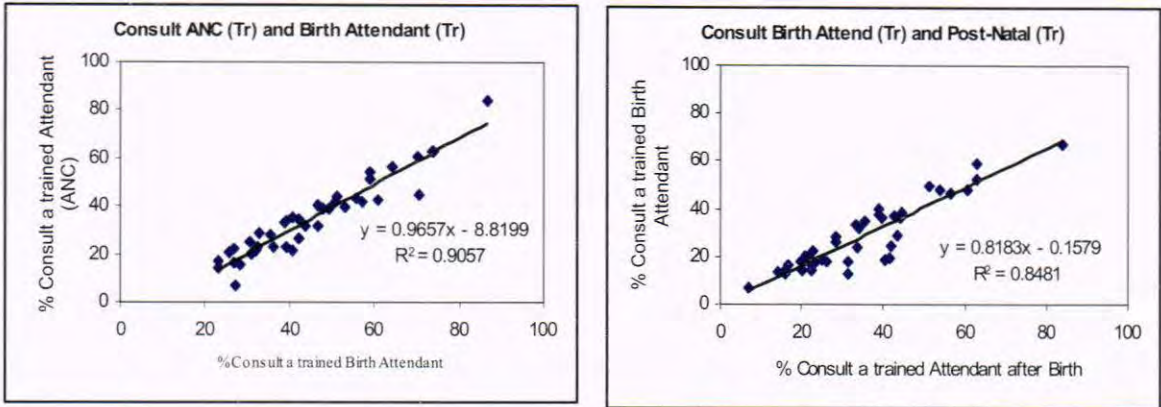 Consult ANC (Tr) and Birth Attendant (Tr)
% Consult a trained Attendant
(ANC)
100
80
60
40
20
0
y = 0.9657x - 8.8199
R² = 0.9057
0 20 40 60 80 100
%Consult a trained Birth Attendant
Consult Birth Attend (Tr) and Post-Natal (Tr)
% Consult a trained Birth
Attendant
100
80
60
40
20
0
y = 0.8183x - 0.1579
R² = 0.8481
0 20 40 60 80 100
% Consult a trained Attendant after Birth